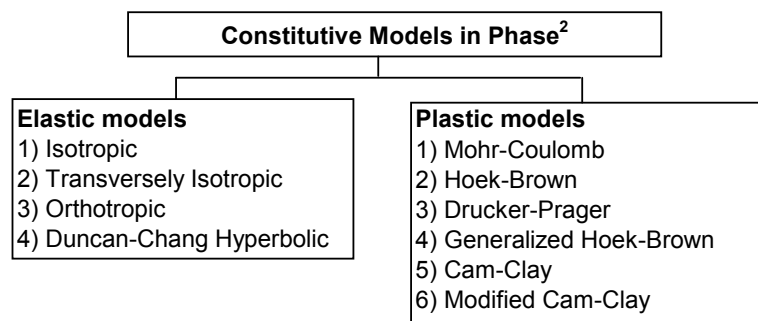 Constitutive Models in Phase²
Elastic models
1) Isotropic
2) Transversely Isotropic
3) Orthotropic
4) Duncan-Chang Hyperbolic
Plastic models
1) Mohr-Coulomb
2) Hoek-Brown
3) Drucker-Prager
4) Generalized Hoek-Brown
5) Cam-Clay
6) Modified Cam-Clay